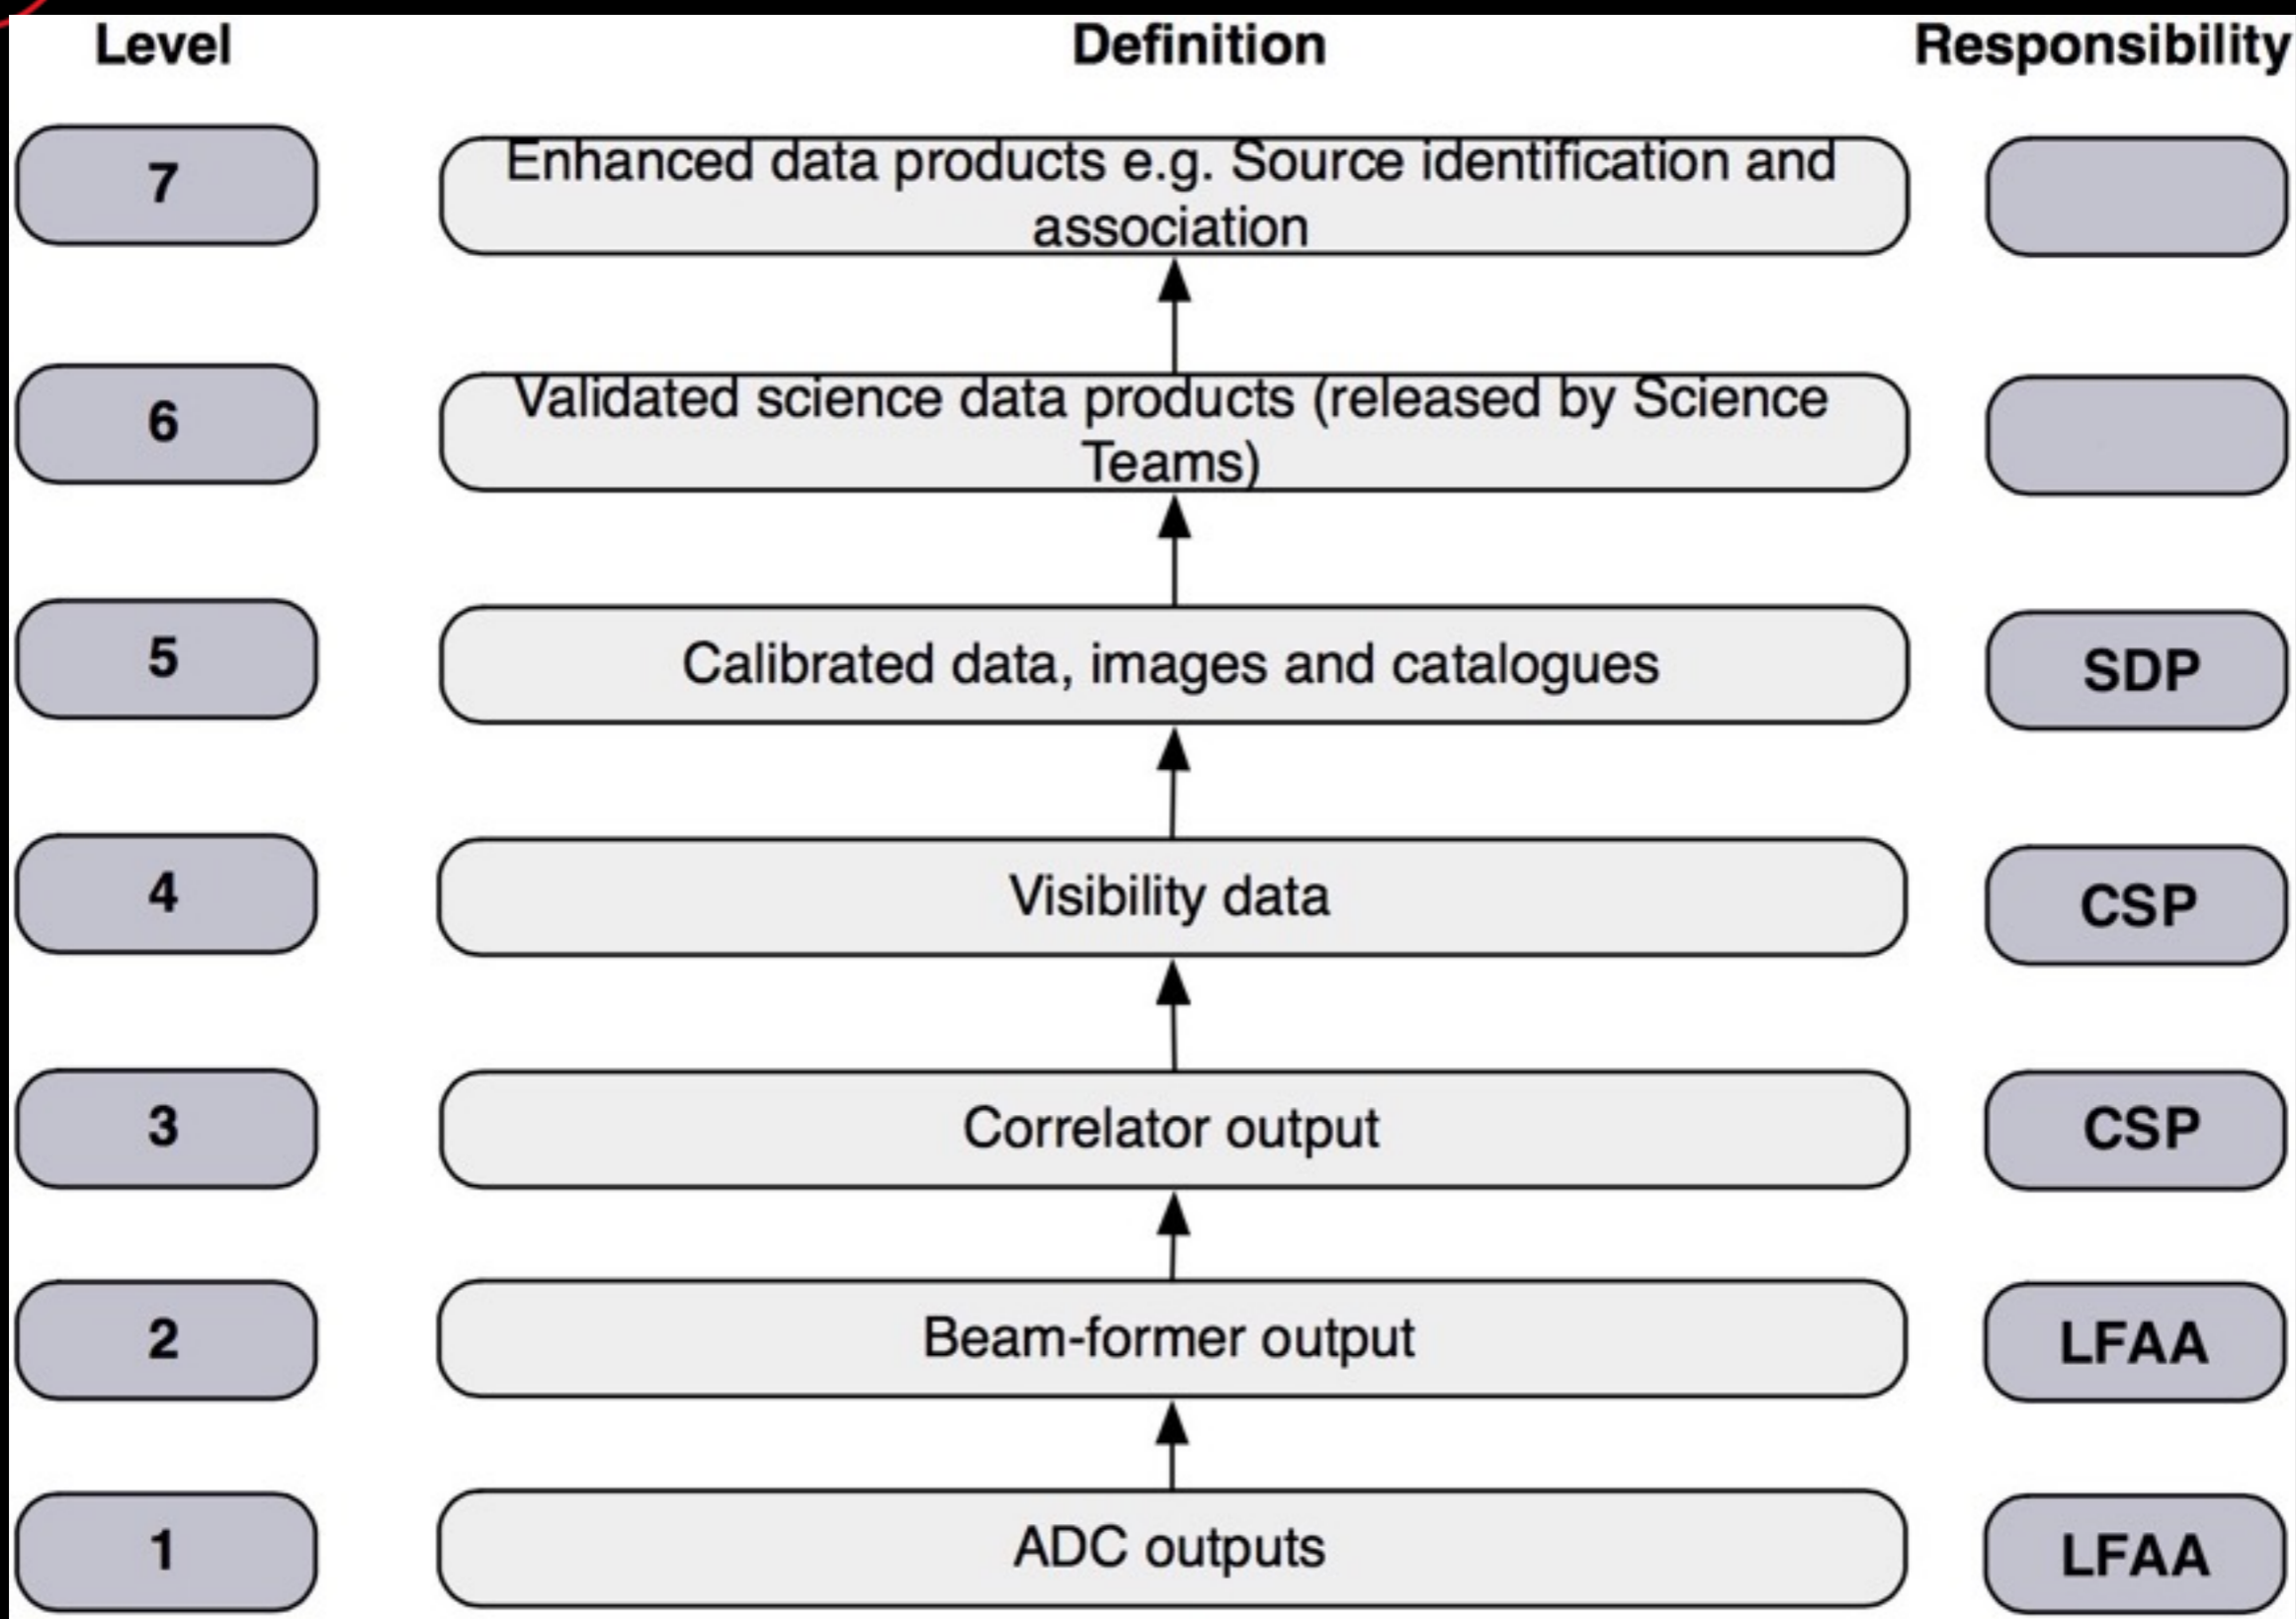 Level Definition Responsibility
7 Enhanced data products e.g. Source identification and
association
6 Validated science data products (released by Science
Teams)
5 Calibrated data, images and catalogues SDP
4 Visibility data CSP
3 Correlator output CSP
2 Beam-former output LFAA
1 ADC outputs LFAA